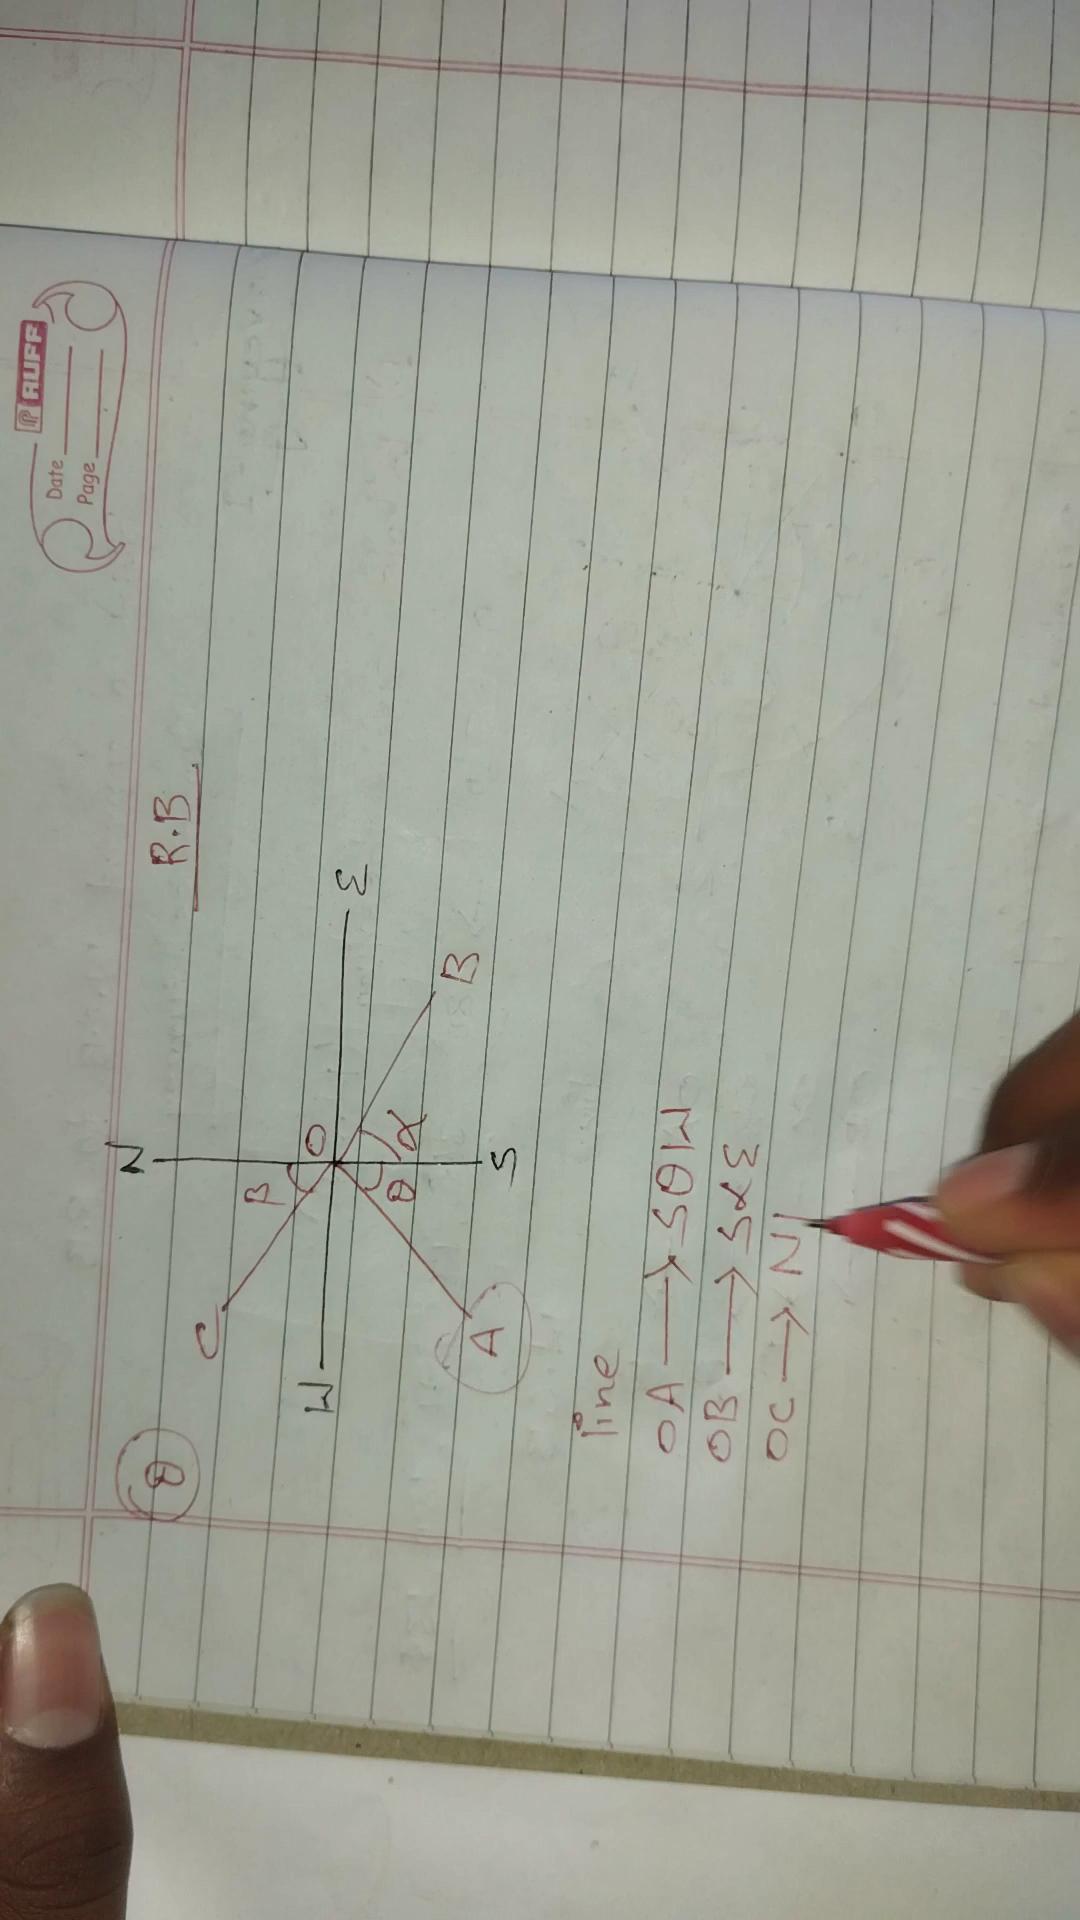 RUFF
Date
Page
R.B
θ
N
C
β
O
W
E
θ
α
A
B
S
line
OA → SθW
OB → SαE
OC → N